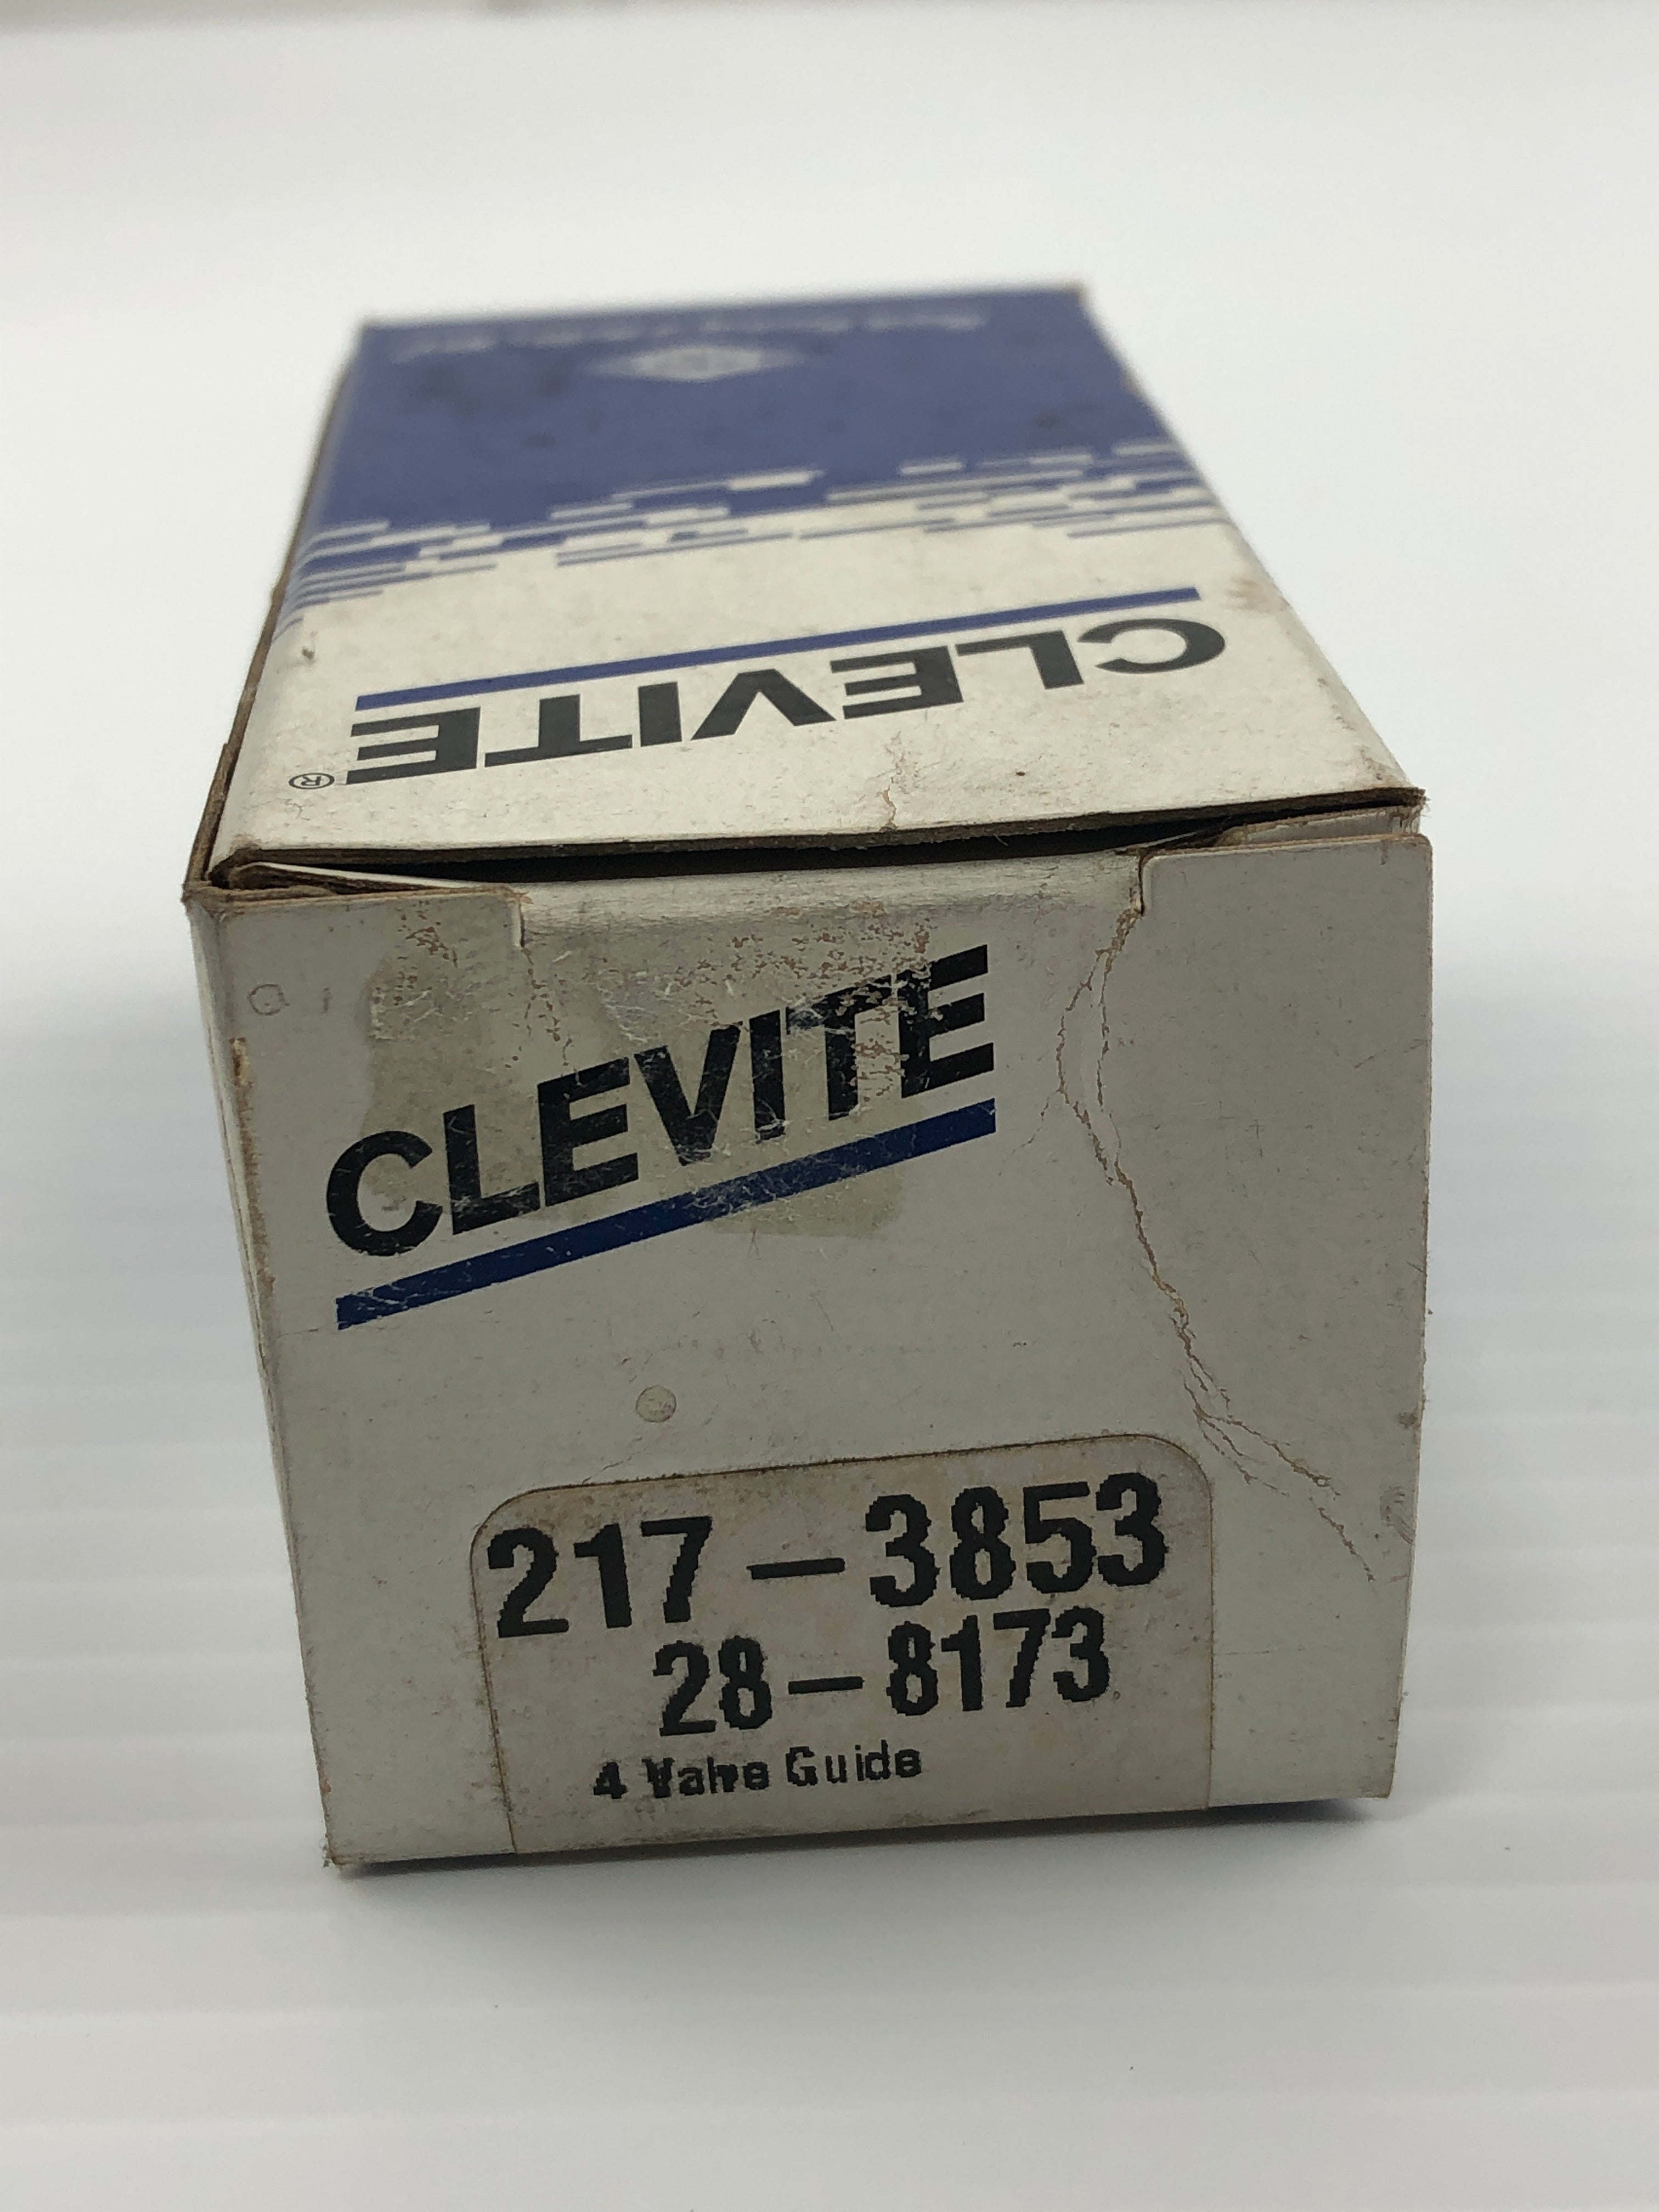 CLEVITE®
CLEVITE
217-3853
28-8173
4 Valve Guide